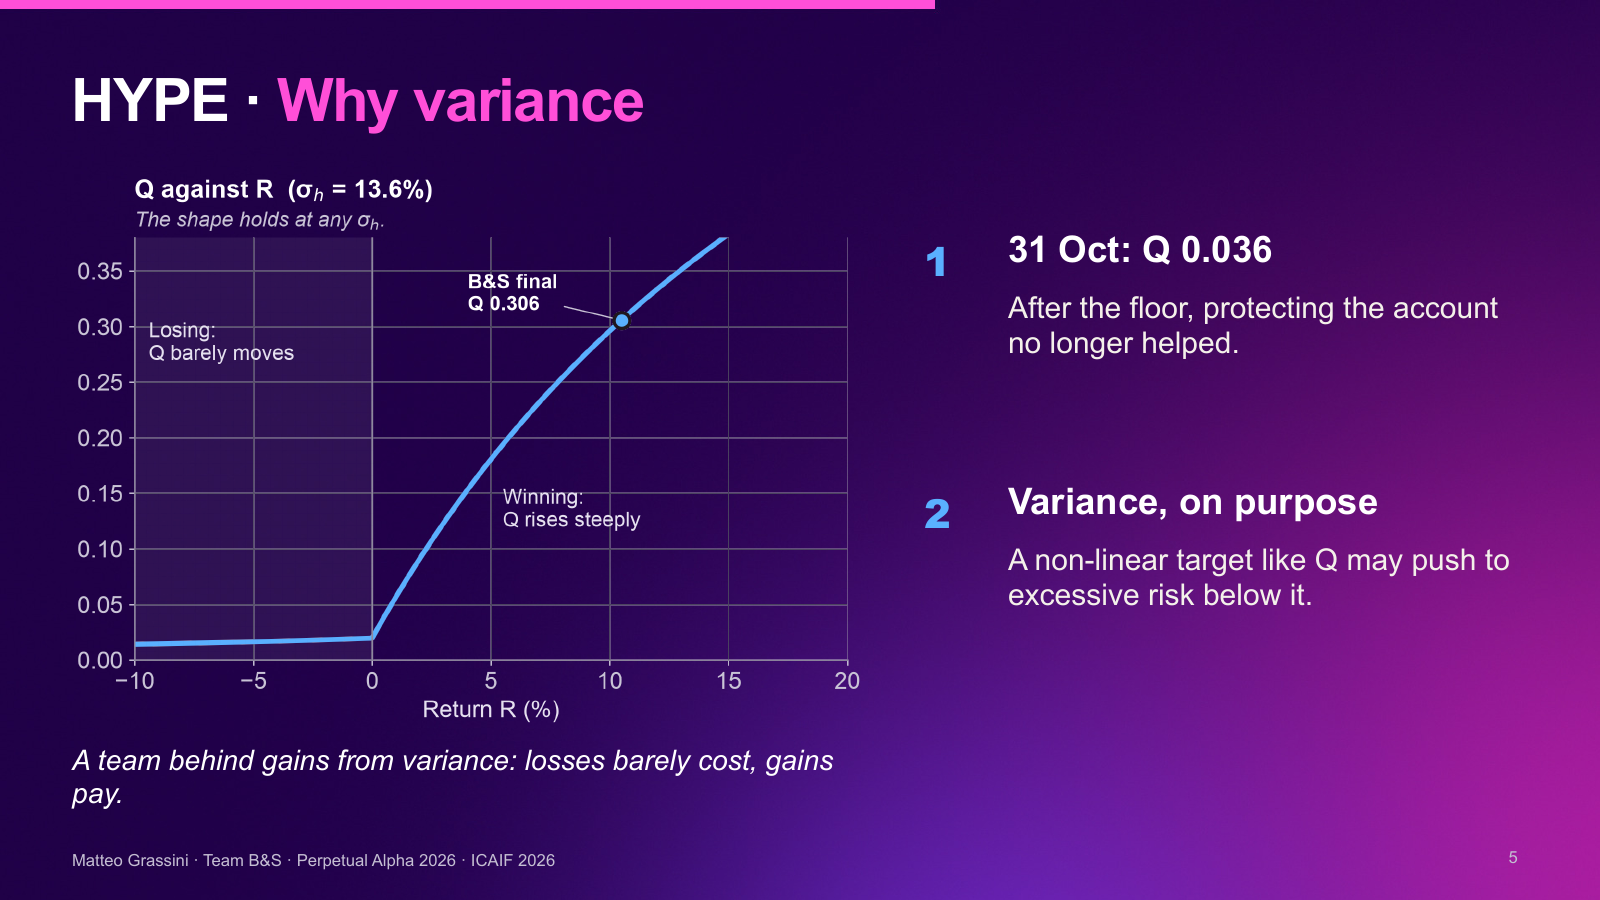 HYPE · Why variance
Q against R (σh = 13.6%)
The shape holds at any σh.
0.35
0.30
0.25
0.20
0.15
0.10
0.05
0.00
B&S final
Q 0.306
Losing:
Q barely moves
Winning:
Q rises steeply
−10
−5
0
5
10
15
20
Return R (%)
A team behind gains from variance: losses barely cost, gains
pay.
1
31 Oct: Q 0.036
After the floor, protecting the account
no longer helped.
2
Variance, on purpose
A non-linear target like Q may push to
excessive risk below it.
Matteo Grassini · Team B&S · Perpetual Alpha 2026 · ICAIF 2026
5